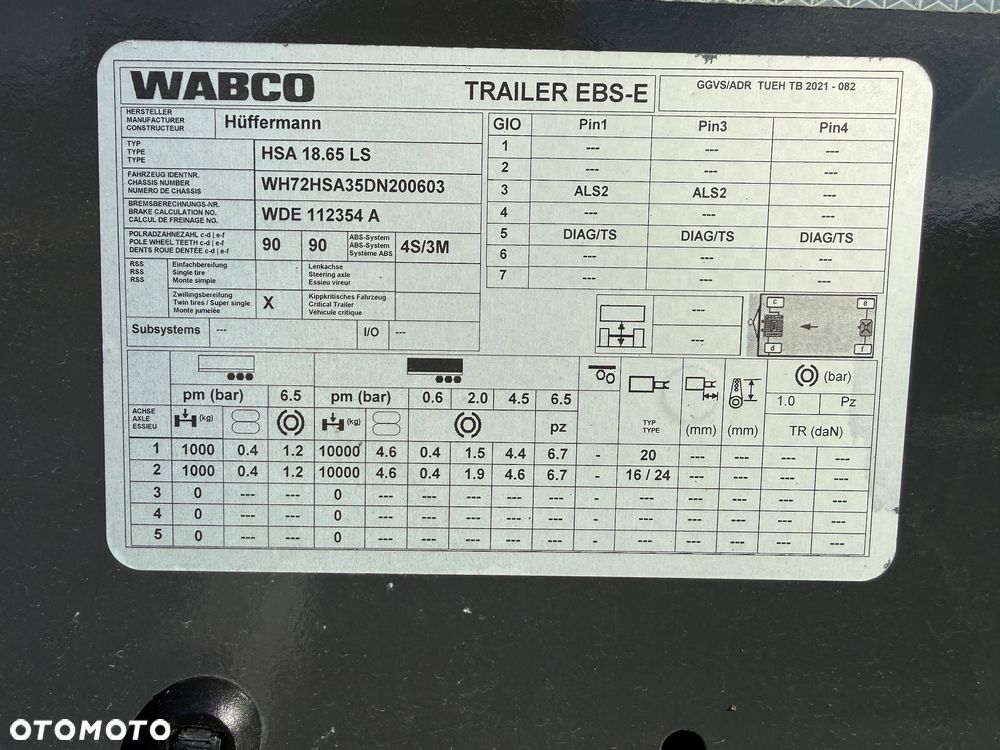 WABCO TRAILER EBS-E GGVS/ADR TUEH TB 2021 - 082
HERSTELLER
MANUFACTURER
CONSTRUCTEUR
Hüffermann
TYP
TYPE
TYPE
HSA 18.65 LS
FAHRZEUG IDENTNR.
CHASSIS NUMBER
NUMERO DE CHASSIS
WH72HSA35DN200603
BREMSBERECHNUNGS-NR.
BRAKE CALCULATION NO.
CALCUL DE FREINAGE NO.
WDE 112354 A
POLRADZAHNEZAHL c-d | e-f
POLE WHEEL TEETH c-d | e-f
DENTS ROUE DENTÉE c-d | e-f
90 90
ABS-System
ABS-System
Système ABS
4S/3M
RSS
RSS
RSS
Einfachbereifung
Single tire
Monte simple
Lenkachse
Steering axle
Essieu vireur
Zwillingsbereifung
Twin tires / Super single
Monte jumelée
X
Kippkritisches Fahrzeug
Critical Trailer
Véhicule critique
Subsystems --- I/O ---
GIO Pin1 Pin3 Pin4
1 --- --- ---
2 --- --- ---
3 ALS2 ALS2 ---
4 --- --- ---
5 DIAG/TS DIAG/TS DIAG/TS
6 --- --- ---
7 --- --- ---
---
---
c e
d f
pm (bar) 6.5 pm (bar) 0.6 2.0 4.5 6.5
(bar)
1.0 Pz
ACHSE
AXLE
ESSIEU
(kg) (kg) pz
TYP
TYPE
(mm) (mm) TR (daN)
1 1000 0.4 1.2 10000 4.6 0.4 1.5 4.4 6.7 - 20 --- --- --- ---
2 1000 0.4 1.2 10000 4.6 0.4 1.9 4.6 6.7 - 16 / 24 --- --- --- ---
3 0 --- --- 0 --- --- --- --- --- - --- --- --- --- ---
4 0 --- --- 0 --- --- --- --- --- - --- --- --- --- ---
5 0 --- --- 0 --- --- --- --- --- - --- --- --- --- ---
OTOMOTO